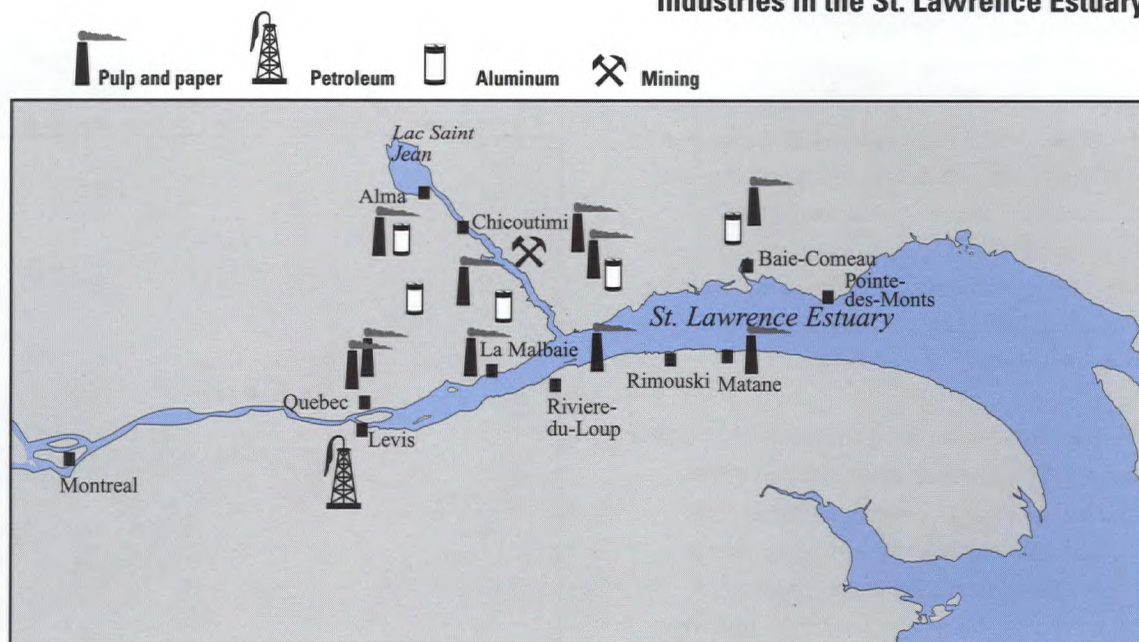 Industries in the St. Lawrence Estuary
Pulp and paper
Petroleum
Aluminum
Mining
Lac Saint
Jean
Alma
Chicoutimi
Baie-Comeau
Pointe-
des-Monts
St. Lawrence Estuary
La Malbaie
Rimouski
Matane
Quebec
Riviere-
du-Loup
Levis
Montreal